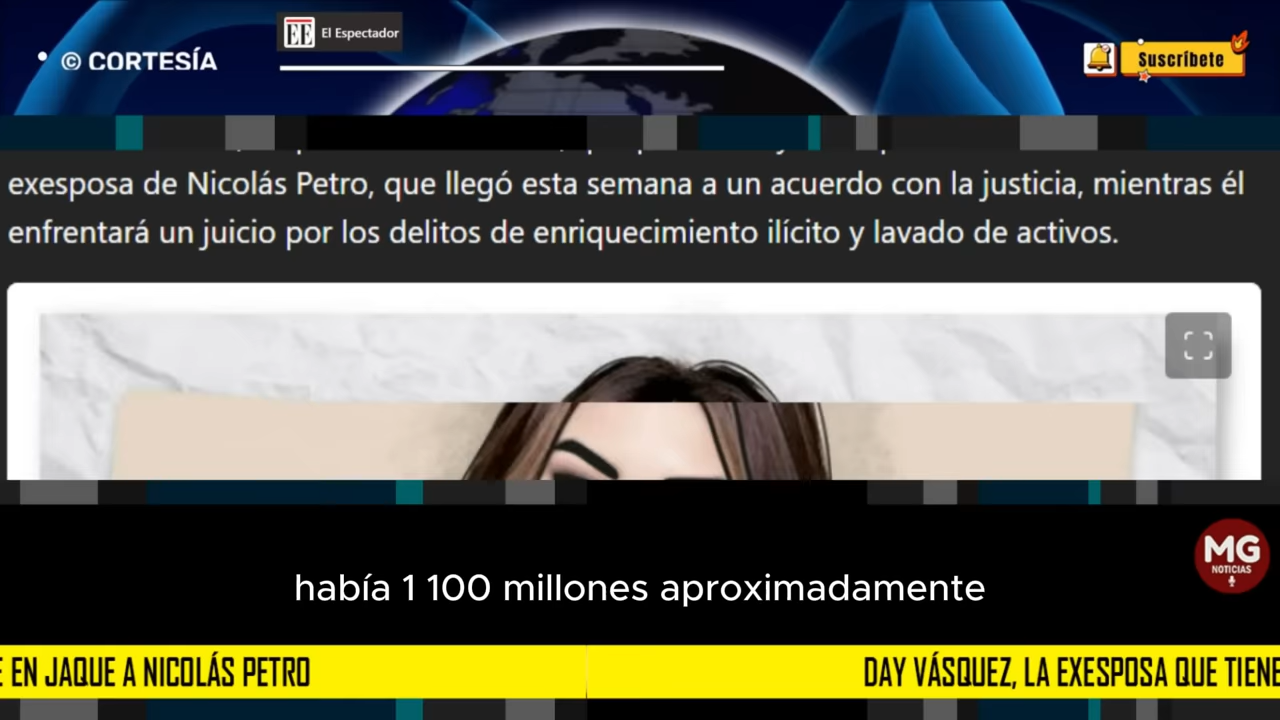 © CORTESÍA
EE El Espectador
Suscríbete
exesposa de Nicolás Petro, que llegó esta semana a un acuerdo con la justicia, mientras él
enfrentará un juicio por los delitos de enriquecimiento ilícito y lavado de activos.
había 1 100 millones aproximadamente
MG
NOTICIAS
E EN JAQUE A NICOLÁS PETRO
DAY VÁSQUEZ, LA EXESPOSA QUE TIENE